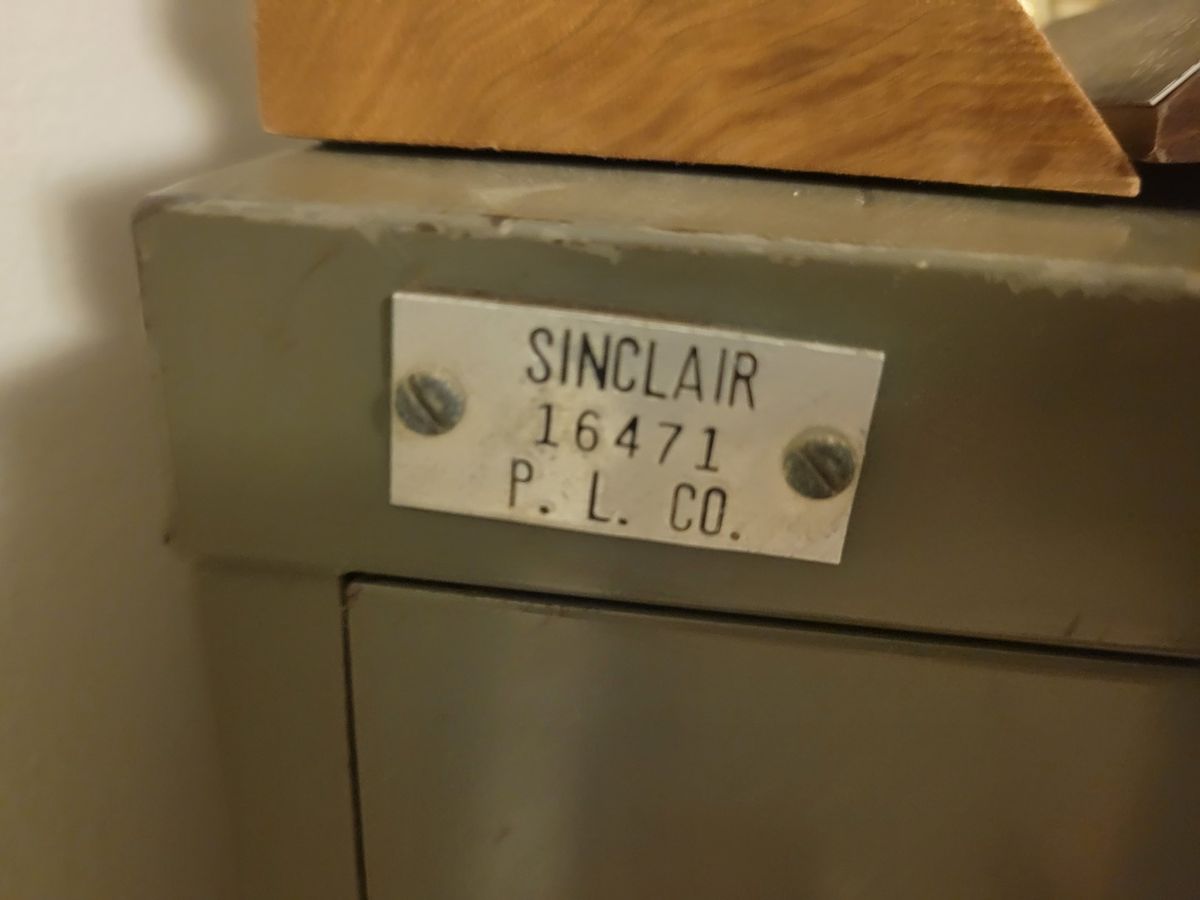 SINCLAIR
16471
P. L. CO.